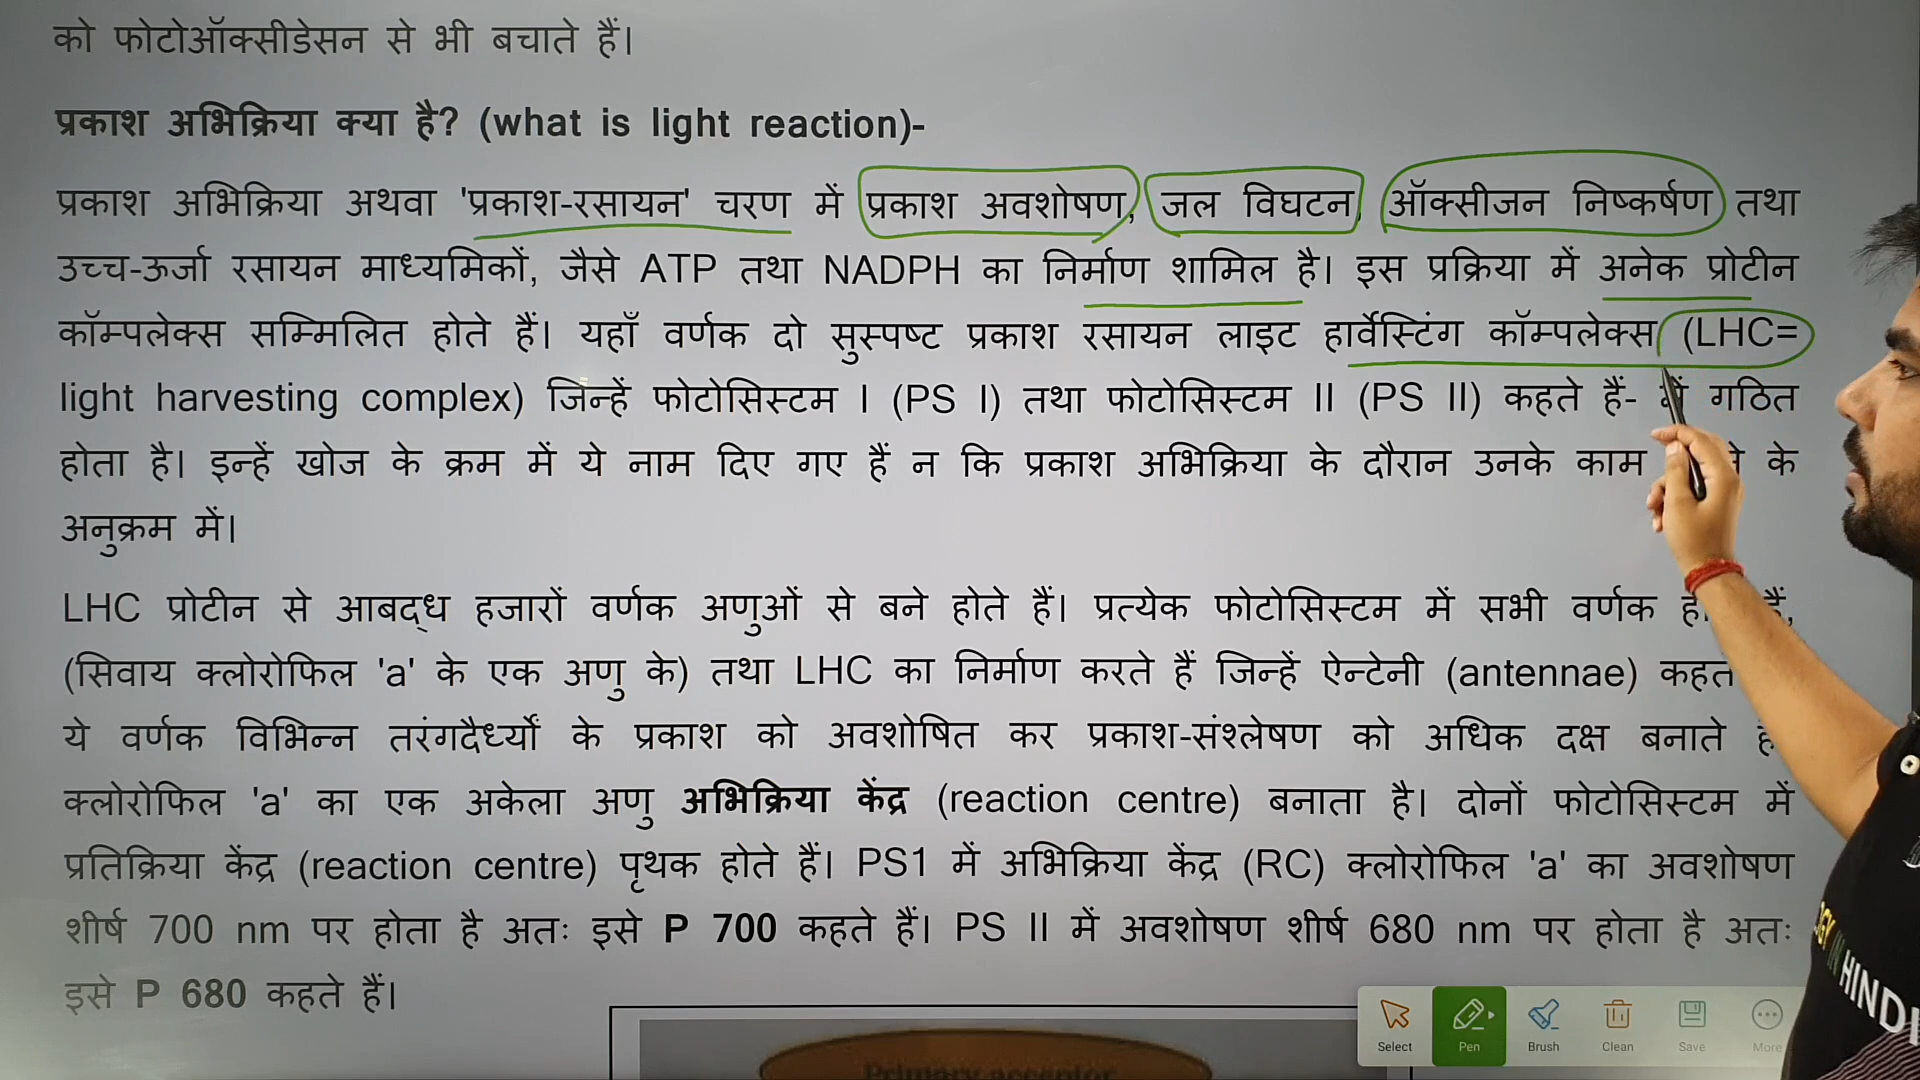 को फोटोऑक्सीडेसन से भी बचाते हैं।
प्रकाश अभिक्रिया क्या है? (what is light reaction)-
प्रकाश अभिक्रिया अथवा 'प्रकाश-रसायन' चरण में प्रकाश अवशोषण, जल विघटन, ऑक्सीजन निष्कर्षण तथा
उच्च-ऊर्जा रसायन माध्यमिकों, जैसे ATP तथा NADPH का निर्माण शामिल है। इस प्रक्रिया में अनेक प्रोटीन
कॉम्पलेक्स सम्मिलित होते हैं। यहाँ वर्णक दो सुस्पष्ट प्रकाश रसायन लाइट हार्वेस्टिंग कॉम्पलेक्स (LHC=
light harvesting complex) जिन्हें फोटोसिस्टम I (PS I) तथा फोटोसिस्टम II (PS II) कहते हैं- में गठित
होता है। इन्हें खोज के क्रम में ये नाम दिए गए हैं न कि प्रकाश अभिक्रिया के दौरान उनके काम के
अनुक्रम में।
LHC प्रोटीन से आबद्ध हजारों वर्णक अणुओं से बने होते हैं। प्रत्येक फोटोसिस्टम में सभी वर्णक
(सिवाय क्लोरोफिल 'a' के एक अणु के) तथा LHC का निर्माण करते हैं जिन्हें ऐन्टेनी (antennae)
ये वर्णक विभिन्न तरंगदैर्ध्यों के प्रकाश को अवशोषित कर प्रकाश-संश्लेषण को अधिक दक्ष बनाते
क्लोरोफिल 'a' का एक अकेला अणु अभिक्रिया केंद्र (reaction centre) बनाता है। दोनों फोटोसिस्टम में
प्रतिक्रिया केंद्र (reaction centre) पृथक होते हैं। PS1 में अभिक्रिया केंद्र (RC) क्लोरोफिल 'a' का अवशोषण
शीर्ष 700 nm पर होता है अतः इसे P 700 कहते हैं। PS II में अवशोषण शीर्ष 680 nm पर होता है अतः
इसे P 680 कहते हैं।
Primary acceptor
Select Pen Brush Clean Save More
HINDI